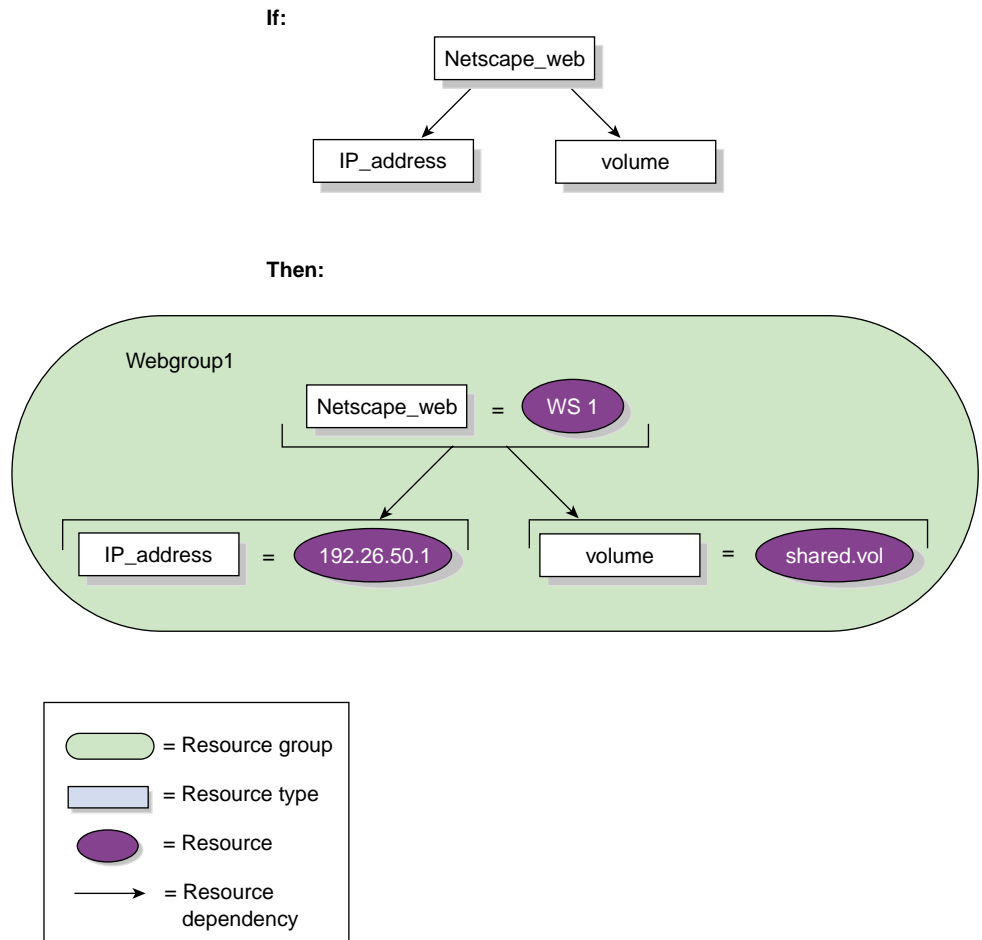 If:
Netscape_web
IP_address
volume
Then:
Webgroup1
Netscape_web = WS 1
IP_address = 192.26.50.1
volume = shared.vol
= Resource group
= Resource type
= Resource
= Resource
dependency